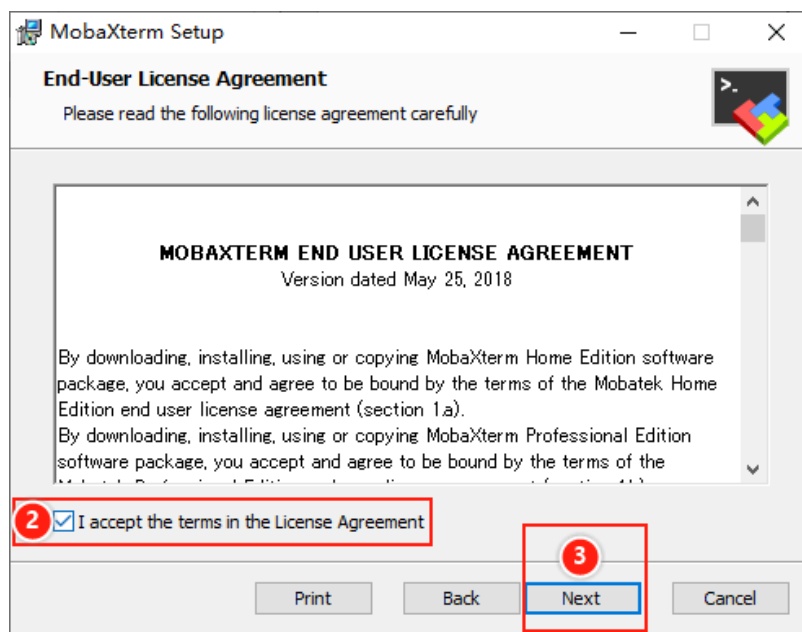 MobaXterm Setup
End-User License Agreement
Please read the following license agreement carefully
>.
MOBAXTERM END USER LICENSE AGREEMENT
Version dated May 25, 2018
By downloading, installing, using or copying MobaXterm Home Edition software
package, you accept and agree to be bound by the terms of the Mobatek Home
Edition end user license agreement (section 1.a).
By downloading, installing, using or copying MobaXterm Professional Edition
software package, you accept and agree to be bound by the terms of the
2 I accept the terms in the License Agreement
3
Print Back Next Cancel